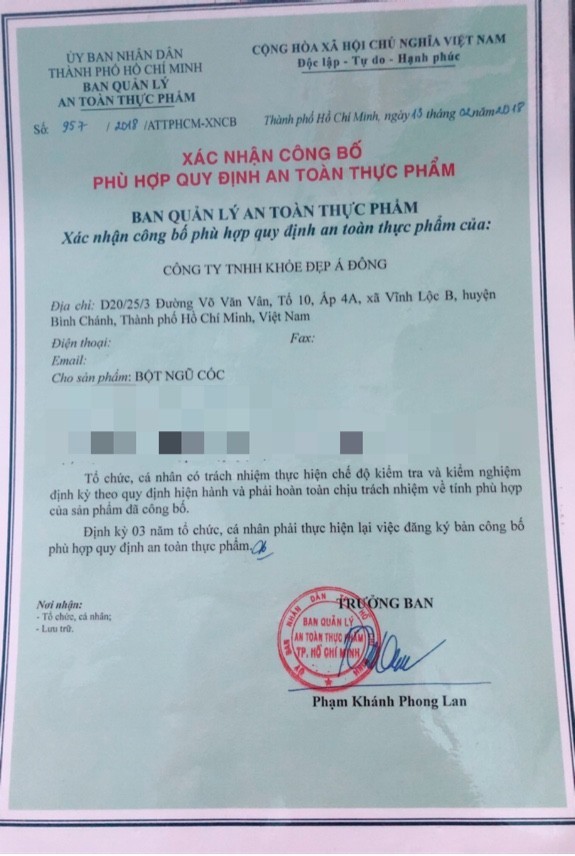 ỦY BAN NHÂN DÂN
THÀNH PHỐ HỒ CHÍ MINH
BAN QUẢN LÝ
AN TOÀN THỰC PHẨM
Số: 957 / 2018 /ATTPHCM-XNCB
CỘNG HÒA XÃ HỘI CHỦ NGHĨA VIỆT NAM
Độc lập - Tự do - Hạnh phúc
Thành phố Hồ Chí Minh, ngày 13 tháng 02 năm 2018
XÁC NHẬN CÔNG BỐ
PHÙ HỢP QUY ĐỊNH AN TOÀN THỰC PHẨM
BAN QUẢN LÝ AN TOÀN THỰC PHẨM
Xác nhận công bố phù hợp quy định an toàn thực phẩm của:
CÔNG TY TNHH KHỎE ĐẸP Á ĐÔNG
Địa chỉ: D20/25/3 Đường Võ Văn Vân, Tổ 10, Ấp 4A, xã Vĩnh Lộc B, huyện
Bình Chánh, Thành phố Hồ Chí Minh, Việt Nam
Điện thoại: Fax:
Email:
Cho sản phẩm: BỘT NGŨ CỐC
Tổ chức, cá nhân có trách nhiệm thực hiện chế độ kiểm tra và kiểm nghiệm
định kỳ theo quy định hiện hành và phải hoàn toàn chịu trách nhiệm về tính phù hợp
của sản phẩm đã công bố.
Định kỳ 03 năm tổ chức, cá nhân phải thực hiện lại việc đăng ký bản công bố
phù hợp quy định an toàn thực phẩm.
Nơi nhận:
- Tổ chức, cá nhân;
- Lưu trữ.
TRƯỞNG BAN
BAN QUẢN LÝ
AN TOÀN THỰC PHẨM
TP. HỒ CHÍ MINH
Phạm Khánh Phong Lan